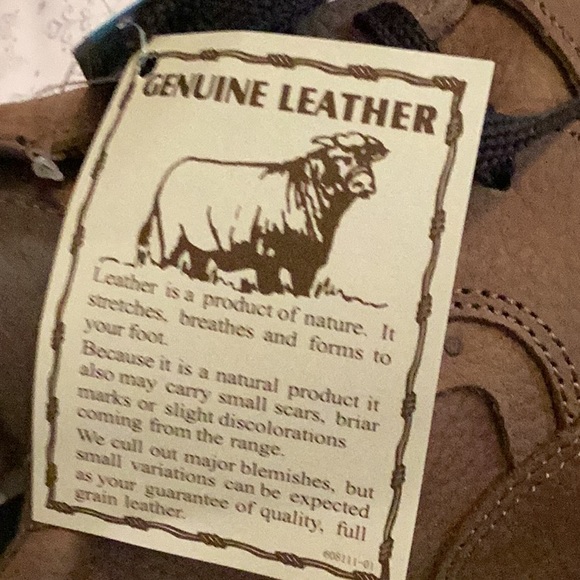 GENUINE LEATHER
Leather is a product of nature. It
stretches, breathes and forms to
your foot.
Because it is a natural product it
also may carry small scars, briar
marks or slight discolorations
coming from the range.
We cull out major blemishes, but
small variations can be expected
as your guarantee of quality, full
grain leather.
608111-01